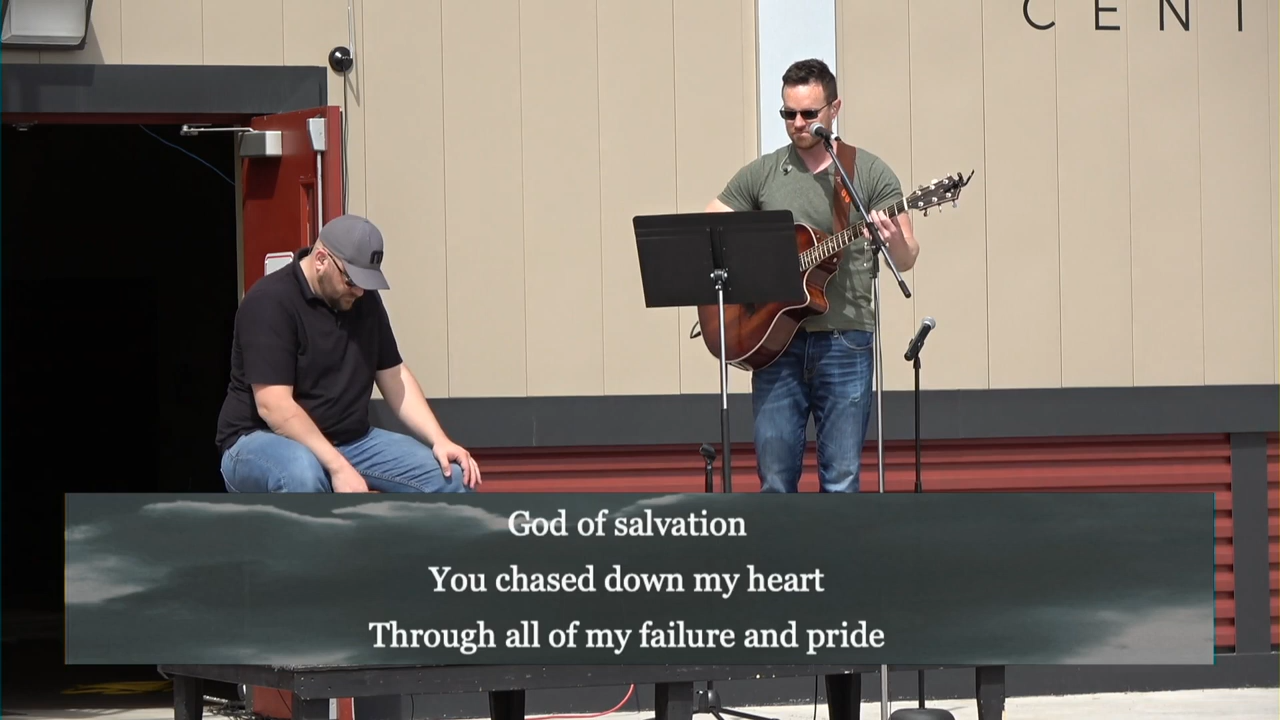 CENT
God of salvation
You chased down my heart
Through all of my failure and pride